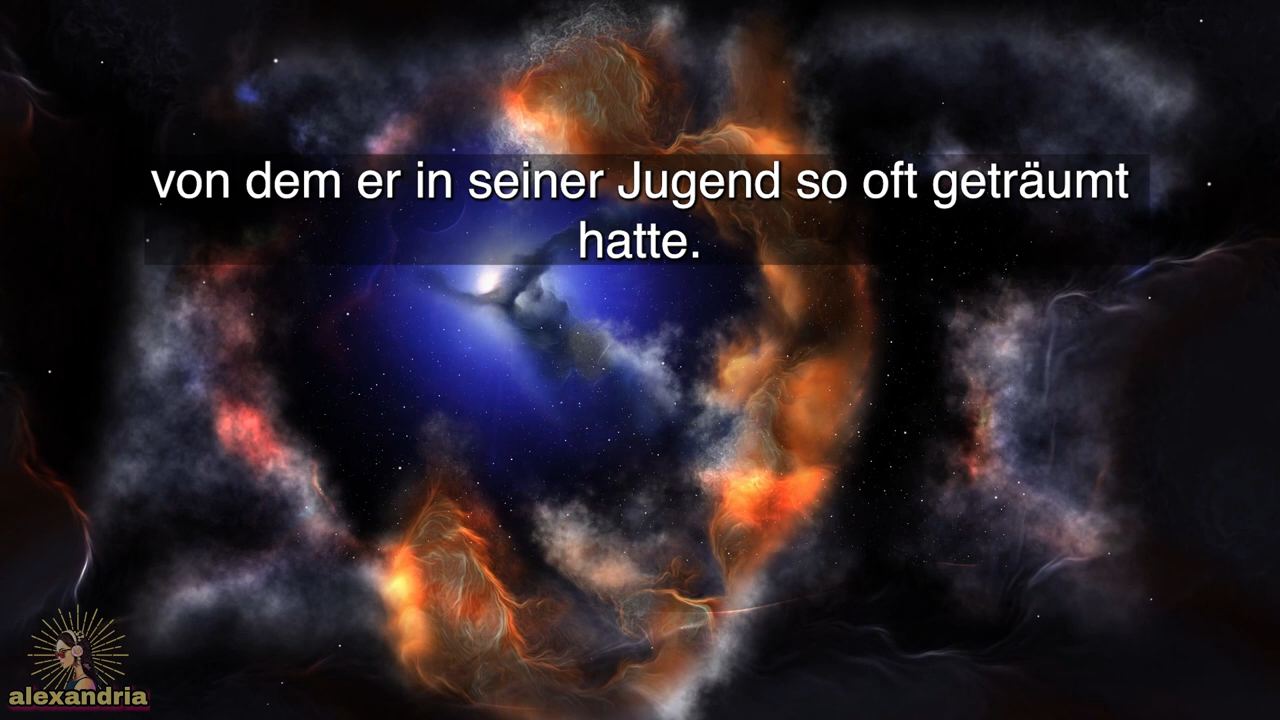 von dem er in seiner Jugend so oft geträumt
hatte.
alexandria